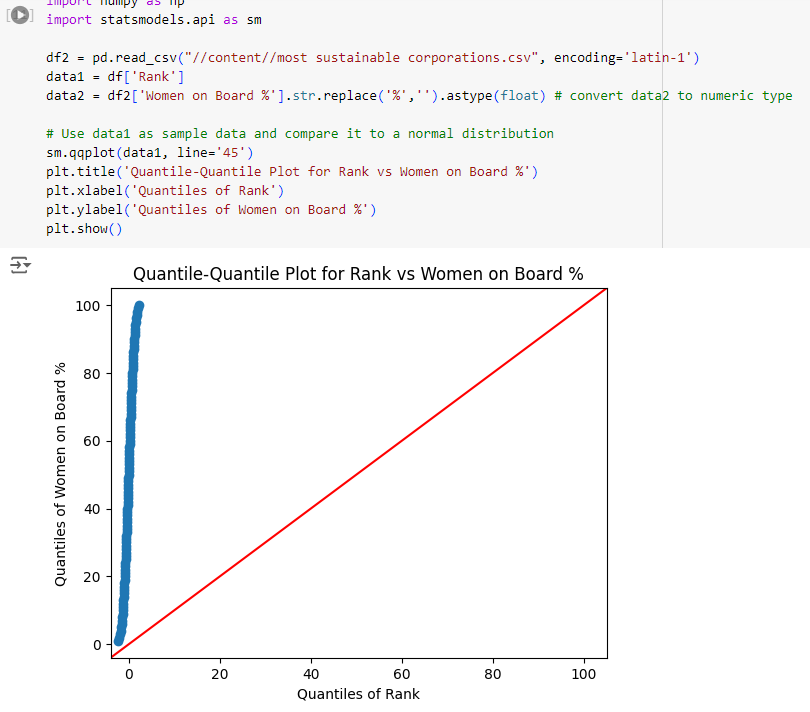 import numpy as np
import statsmodels.api as sm
df2 = pd.read_csv("//content//most sustainable corporations.csv", encoding='latin-1')
data1 = df['Rank']
data2 = df2['Women on Board %'].str.replace('%','').astype(float) # convert data2 to numeric type
# Use data1 as sample data and compare it to a normal distribution
sm.qqplot(data1, line='45')
plt.title('Quantile-Quantile Plot for Rank vs Women on Board %')
plt.xlabel('Quantiles of Rank')
plt.ylabel('Quantiles of Women on Board %')
plt.show()
Quantile-Quantile Plot for Rank vs Women on Board %
Quantiles of Women on Board %
100
80
60
40
20
0
0 20 40 60 80 100
Quantiles of Rank